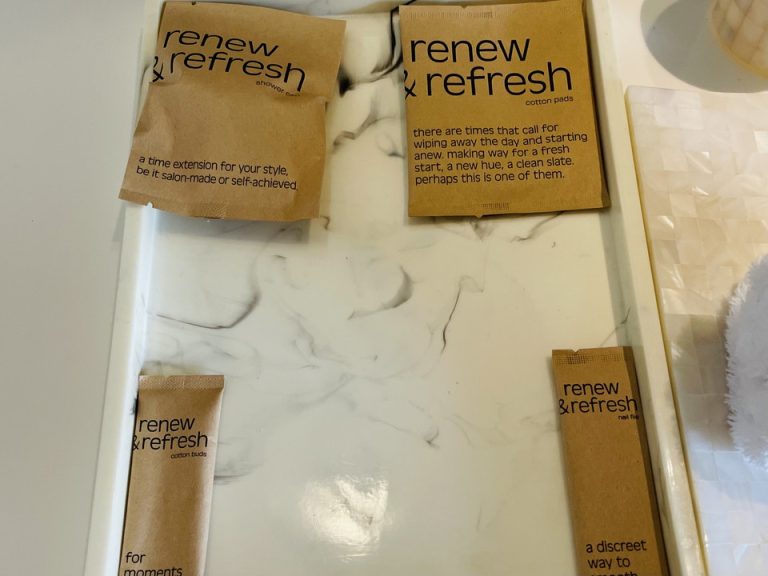 renew
& refresh
shower cap
a time extension for your style,
be it salon-made or self-achieved.
renew
& refresh
cotton pads
there are times that call for
wiping away the day and starting
anew. making way for a fresh
start, a new hue, a clean slate.
perhaps this is one of them.
renew
& refresh
cotton buds
for
moments
renew
& refresh
nail file
a discreet
way to
smooth